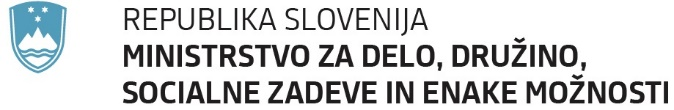 REPUBLIKA SLOVENIJA
MINISTRSTVO ZA DELO, DRUŽINO,
SOCIALNE ZADEVE IN ENAKE MOŽNOSTI